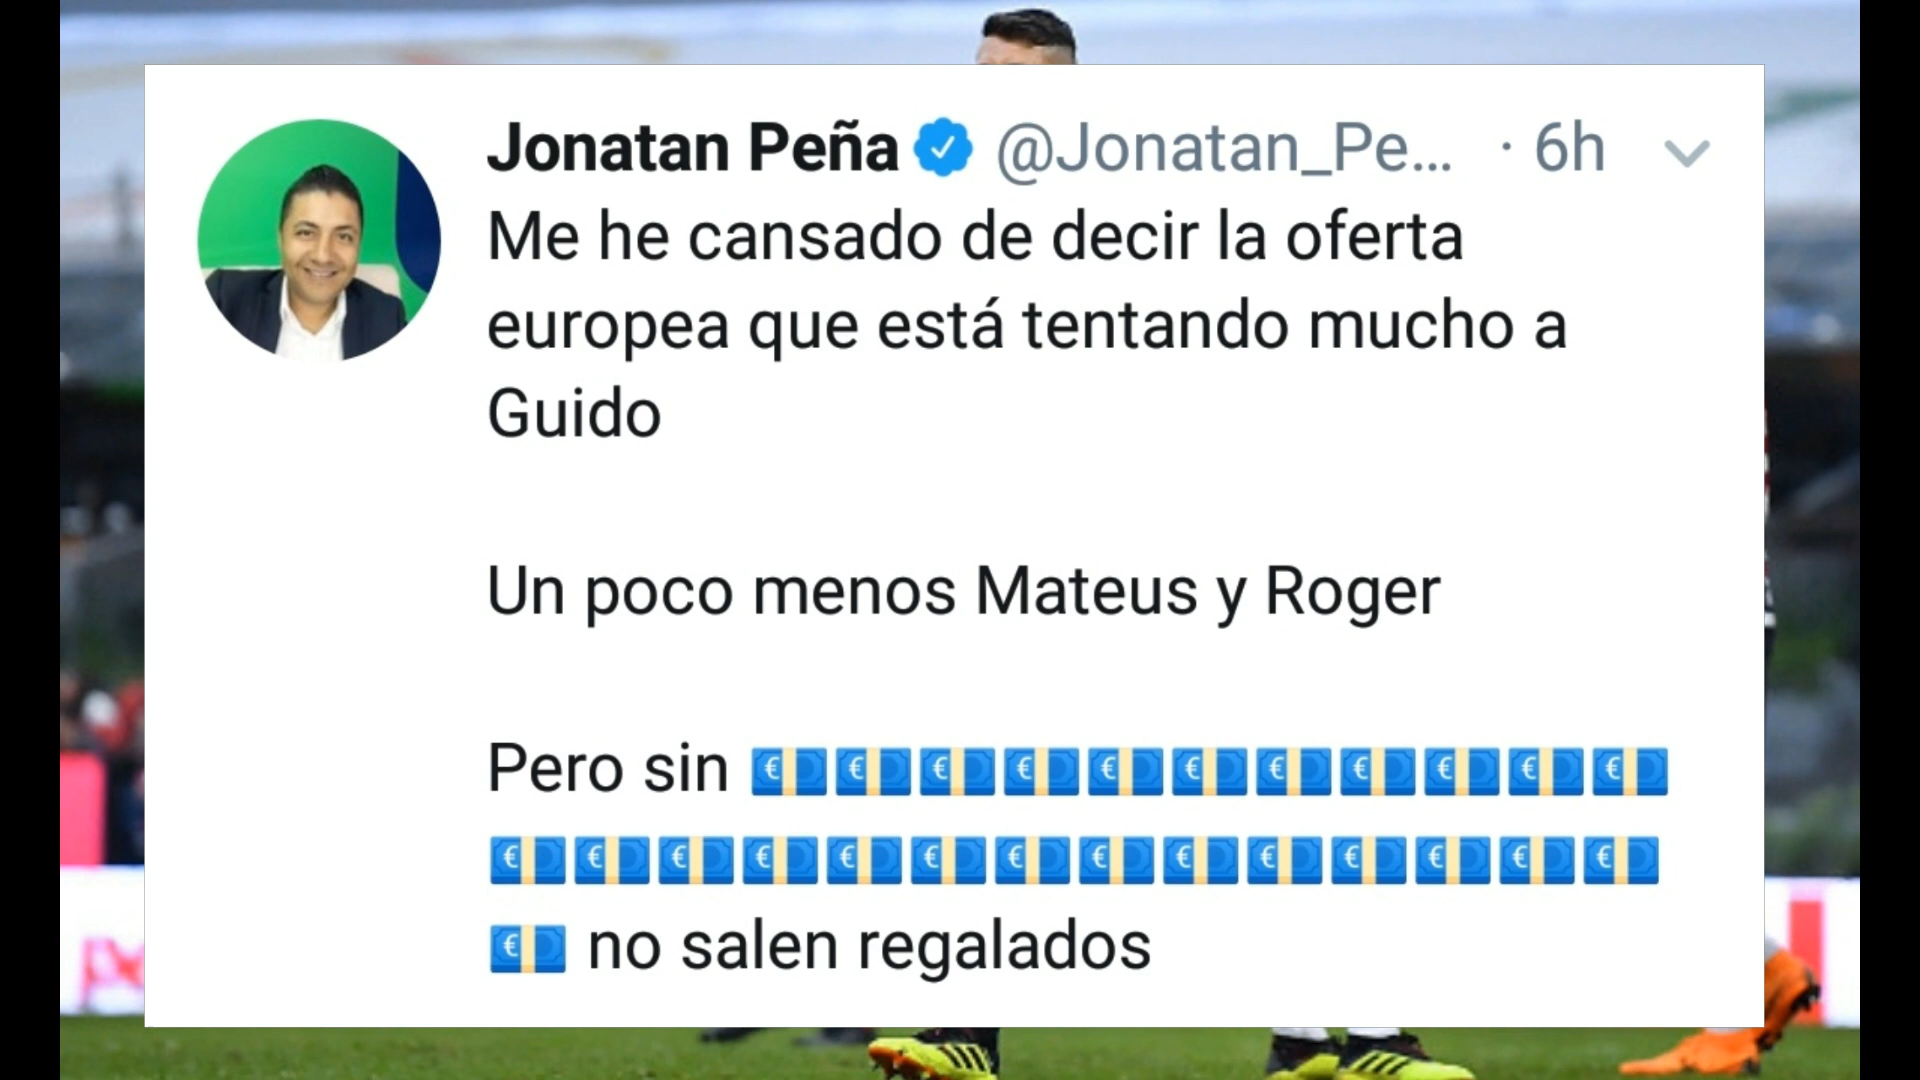 Jonatan Peña @Jonatan_Pe... · 6h
Me he cansado de decir la oferta
europea que está tentando mucho a
Guido
Un poco menos Mateus y Roger
Pero sin 💶💶💶💶💶💶💶💶💶💶💶
💶💶💶💶💶💶💶💶💶💶💶💶💶💶
💶 no salen regalados